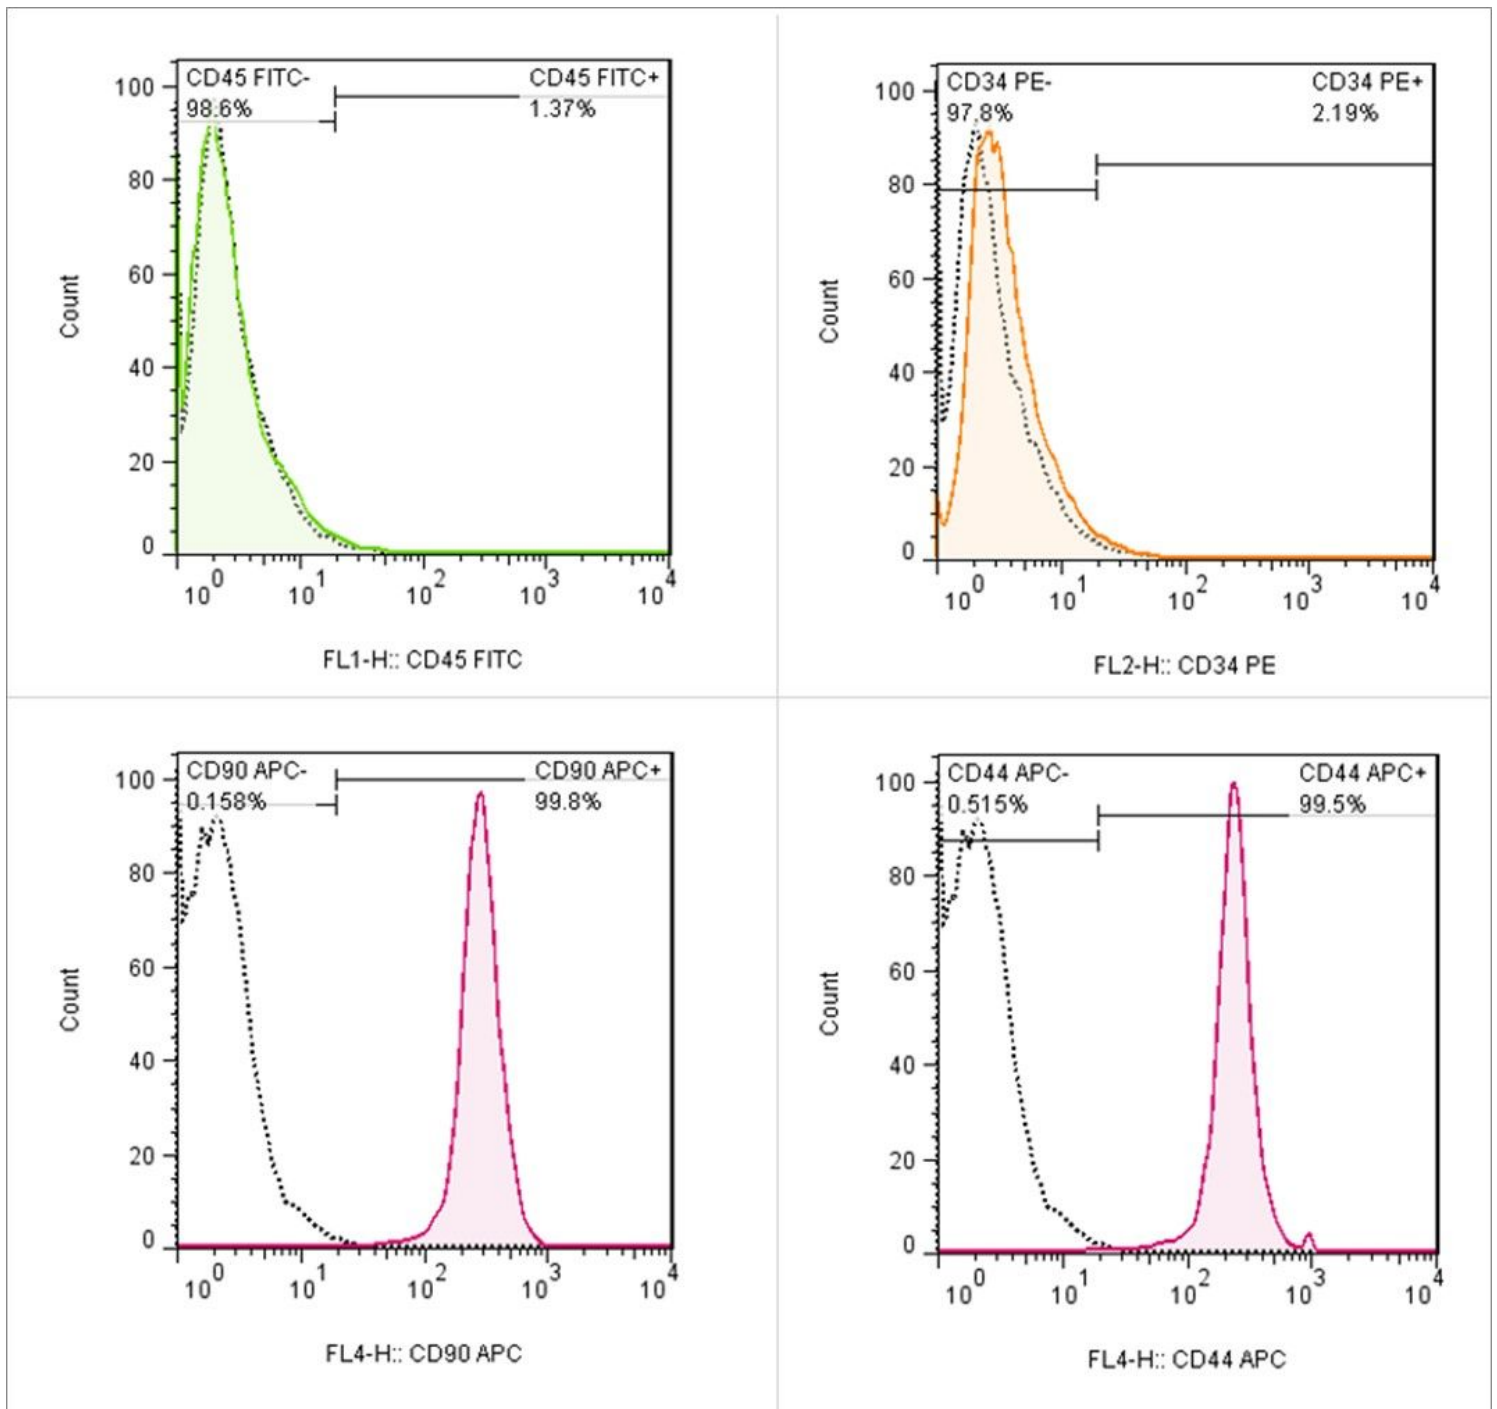 CD45 FITC- CD45 FITC+
98.6% 1.37%
100
80
60
40
20
0
Count
10^0 10^1 10^2 10^3 10^4
FL1-H:: CD45 FITC
CD34 PE- CD34 PE+
97.8% 2.19%
100
80
60
40
20
0
Count
10^0 10^1 10^2 10^3 10^4
FL2-H:: CD34 PE
CD90 APC- CD90 APC+
0.158% 99.8%
100
80
60
40
20
0
Count
10^0 10^1 10^2 10^3 10^4
FL4-H:: CD90 APC
CD44 APC- CD44 APC+
0.515% 99.5%
100
80
60
40
20
0
Count
10^0 10^1 10^2 10^3 10^4
FL4-H:: CD44 APC